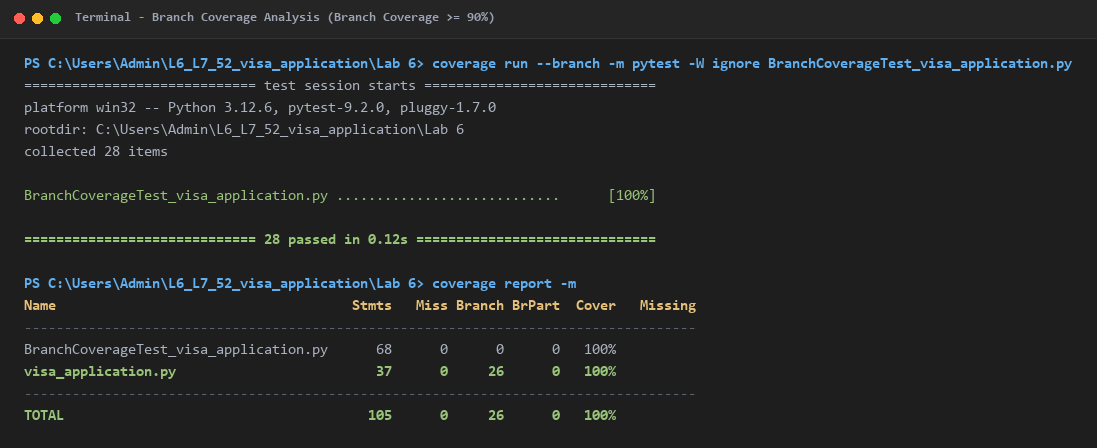 Terminal - Branch Coverage Analysis (Branch Coverage >= 90%)
PS C:\Users\Admin\L6_L7_52_visa_application\Lab 6> coverage run --branch -m pytest -W ignore BranchCoverageTest_visa_application.py
============================= test session starts =============================
platform win32 -- Python 3.12.6, pytest-9.2.0, pluggy-1.7.0
rootdir: C:\Users\Admin\L6_L7_52_visa_application\Lab 6
collected 28 items
BranchCoverageTest_visa_application.py ............................      [100%]
============================= 28 passed in 0.12s ==============================
PS C:\Users\Admin\L6_L7_52_visa_application\Lab 6> coverage report -m
Name                                     Stmts   Miss Branch BrPart  Cover   Missing
------------------------------------------------------------------------------------
BranchCoverageTest_visa_application.py      68      0      0      0   100%
visa_application.py                         37      0     26      0   100%
------------------------------------------------------------------------------------
TOTAL                                      105      0     26      0   100%